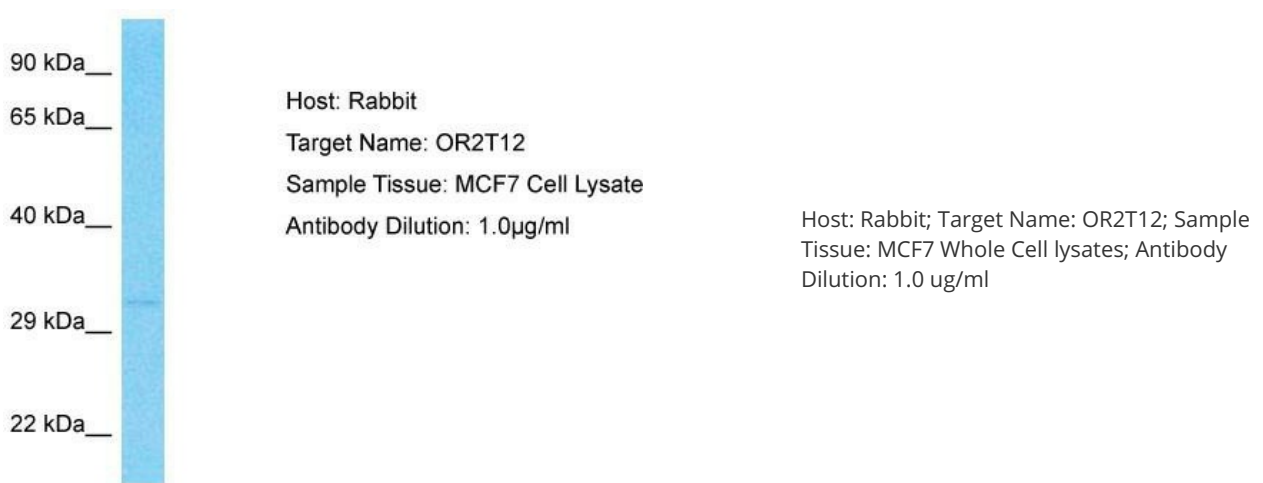 90 kDa__
65 kDa__
40 kDa__
29 kDa__
22 kDa__
Host: Rabbit
Target Name: OR2T12
Sample Tissue: MCF7 Cell Lysate
Antibody Dilution: 1.0µg/ml
Host: Rabbit; Target Name: OR2T12; Sample
Tissue: MCF7 Whole Cell lysates; Antibody
Dilution: 1.0 ug/ml